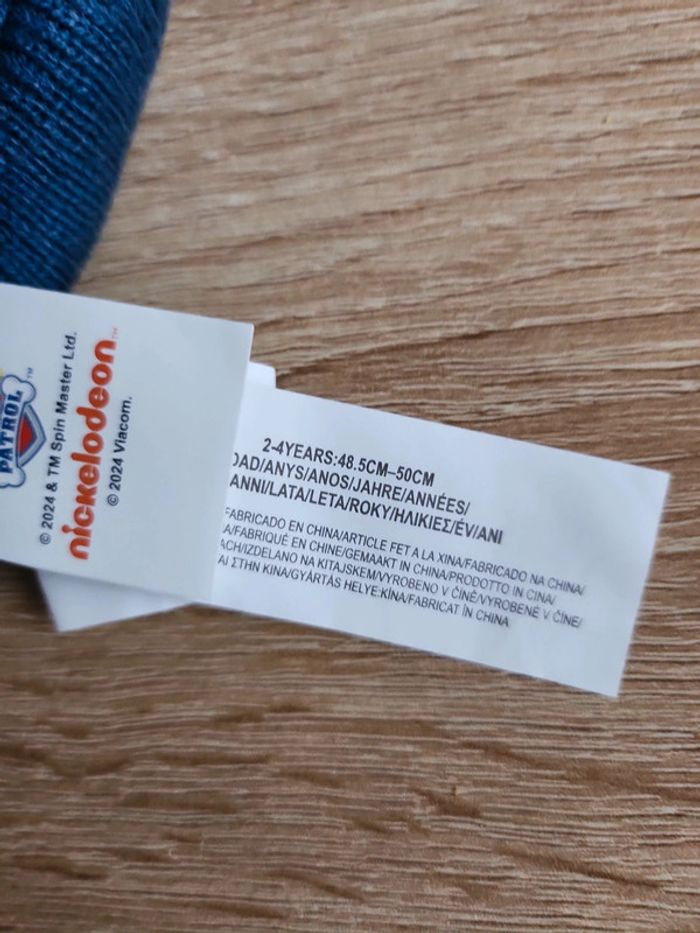 PATROL
™
© 2024 & TM Spin Master Ltd.
nickelodeon™
© 2024 Viacom.
2-4YEARS:48.5CM–50CM
DAD/ANYS/ANOS/JAHRE/ANNÉES/
ANNI/LATA/LETA/ROKY/ΗΛΙΚΙΕΣ/ÉV/ANI
FABRICADO EN CHINA/ARTICLE FET A LA XINA/FABRICADO NA CHINA/
A/FABRIQUÉ EN CHINE/GEMAAKT IN CHINA/PRODOTTO IN CINA/
ACH/IZDELANO NA KITAJSKEM/VYROBENO V ČÍNĚ/VYROBENÉ V ČÍNE/
ΑΙ ΣΤΗΝ ΚΙΝΑ/GYÁRTÁS HELYE:KÍNA/FABRICAT ÎN CHINA